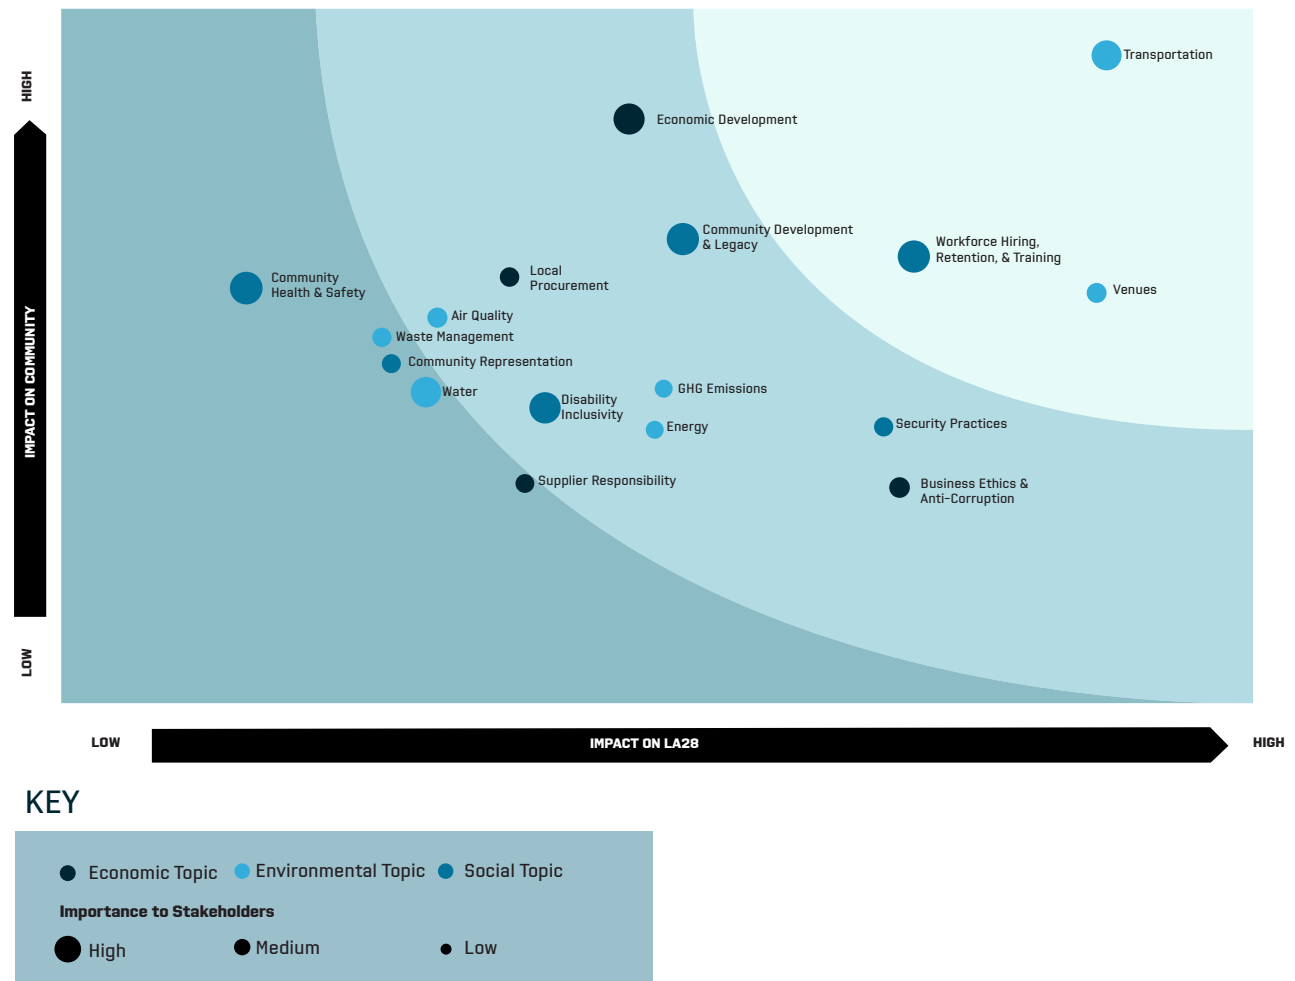 HIGH
Transportation
Economic Development
Community Development
& Legacy
Workforce Hiring,
Retention, & Training
Local
Procurement
Community
Health & Safety
Venues
Air Quality
Waste Management
Community Representation
Water
GHG Emissions
Disability
Inclusivity
Energy
Security Practices
Supplier Responsibility
Business Ethics &
Anti-Corruption
IMPACT ON COMMUNITY
LOW
LOW
IMPACT ON LA28
HIGH
KEY
Economic Topic
Environmental Topic
Social Topic
Importance to Stakeholders
High
Medium
Low